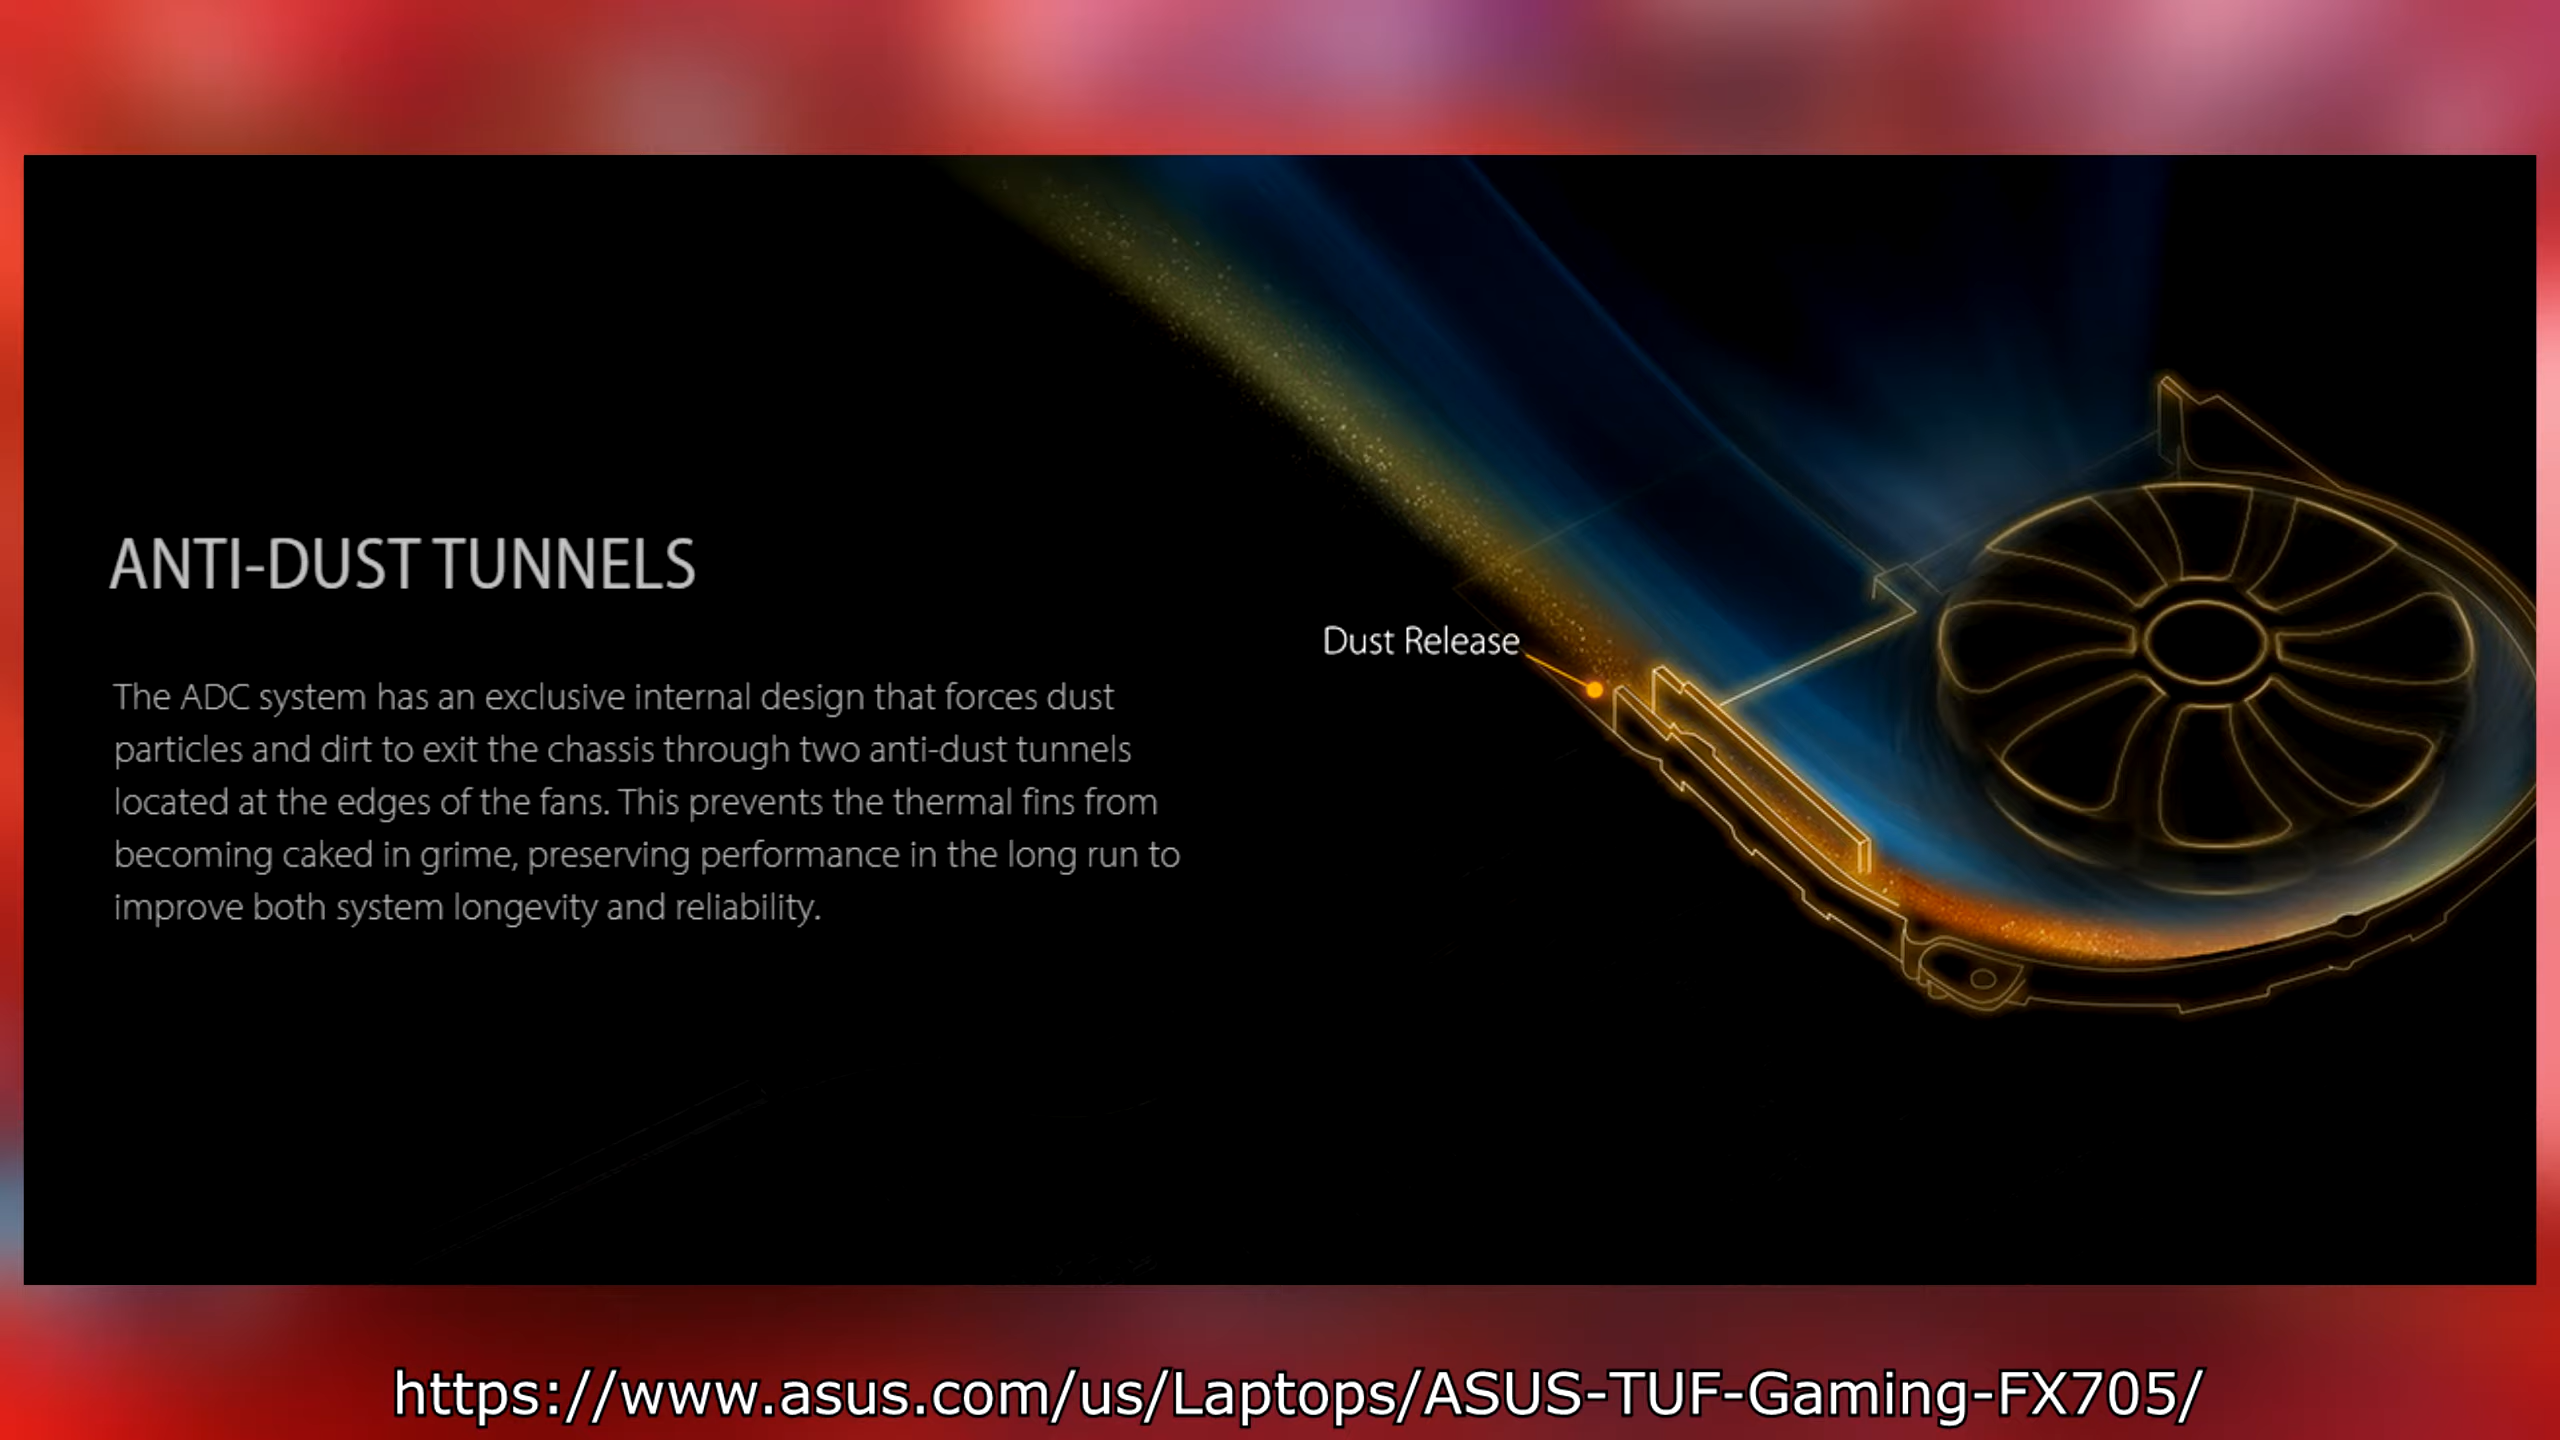 ANTI-DUST TUNNELS
Dust Release
The ADC system has an exclusive internal design that forces dust
particles and dirt to exit the chassis through two anti-dust tunnels
located at the edges of the fans. This prevents the thermal fins from
becoming caked in grime, preserving performance in the long run to
improve both system longevity and reliability.
https://www.asus.com/us/Laptops/ASUS-TUF-Gaming-FX705/